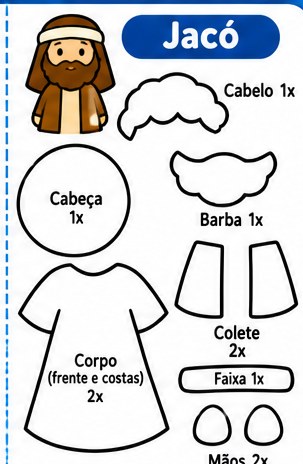 Jacó
Cabelo 1x
Cabeça
1x
Barba 1x
Colete
2x
Corpo
(frente e costas)
2x
Faixa 1x
Mãos 2x